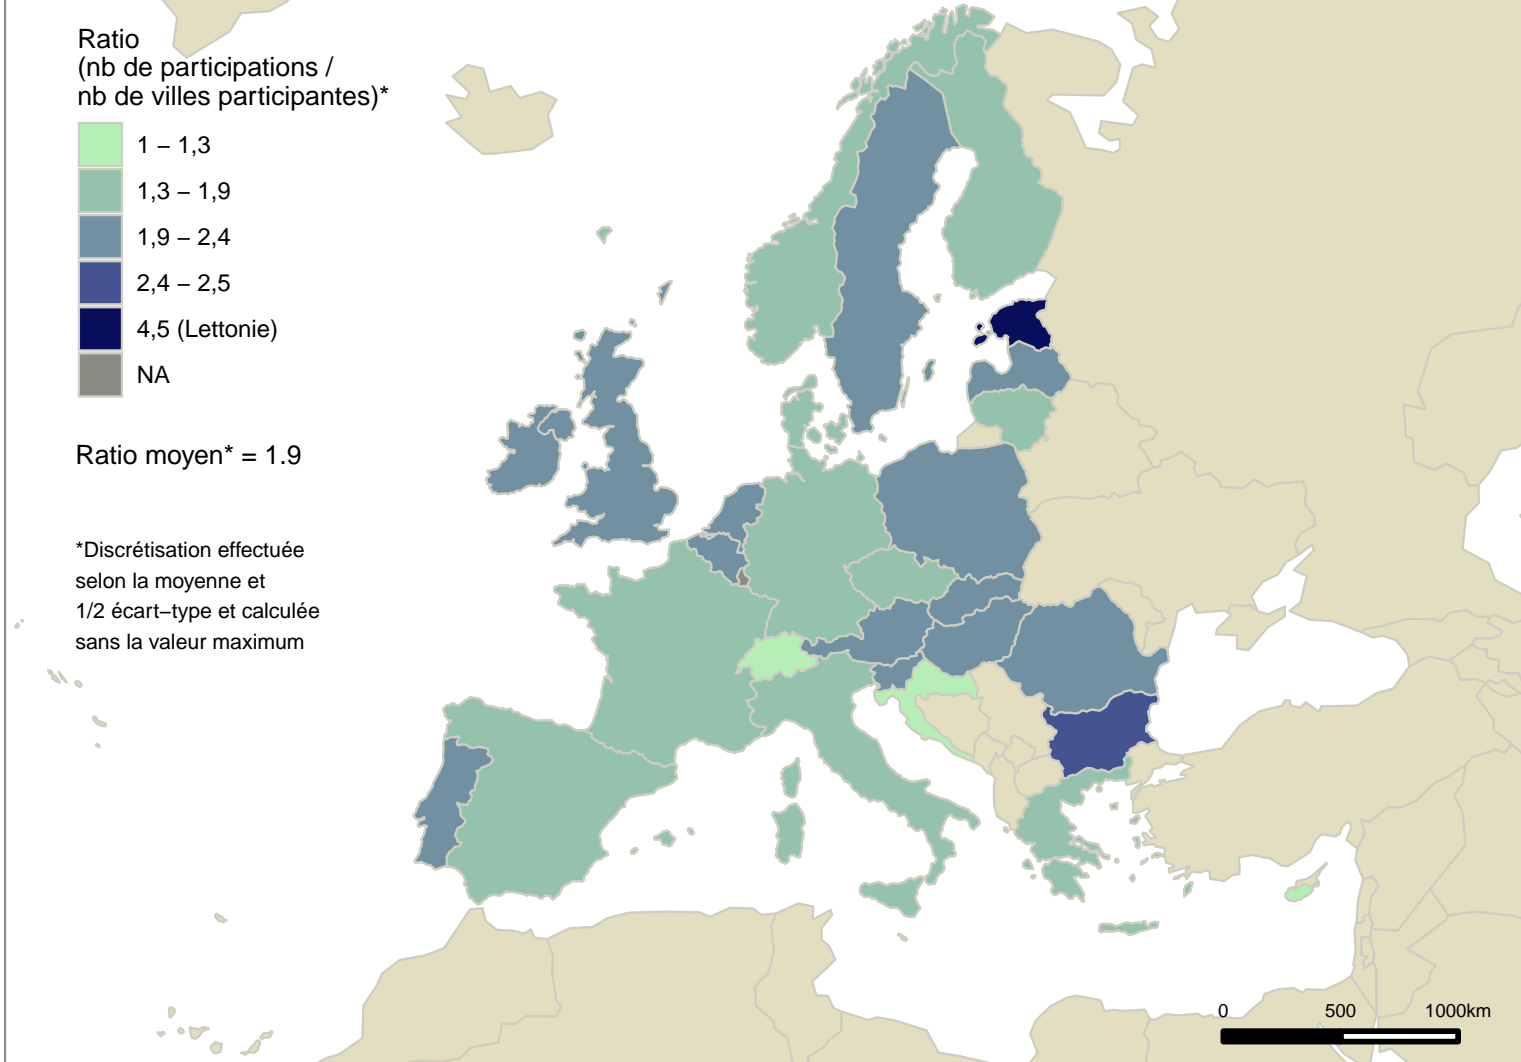 Ratio
(nb de participations /
nb de villes participantes)*
1 – 1,3
1,3 – 1,9
1,9 – 2,4
2,4 – 2,5
4,5 (Lettonie)
NA
Ratio moyen* = 1.9
*Discrétisation effectuée
selon la moyenne et
1/2 écart–type et calculée
sans la valeur maximum
0 500 1000km